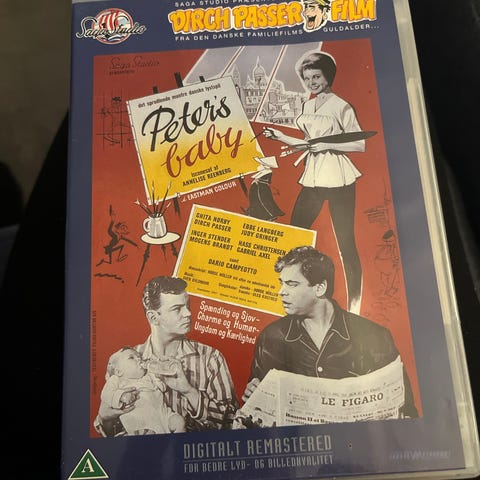 SAGA STUDIO PRÆSENTERER
Saga Studio
DIRCH PASSER FILM
FRA DEN DANSKE FAMILIEFILMS GULDALDER...
Saga Studio
det sprudlende muntre danske lystspil
Peter's
baby
Iscenesat af
ANNELISE REENBERG
i EASTMAN COLOUR
GHITA NØRBY EBBE LANGBERG
DIRCH PASSER JUDY GRINGER
INGER STENDER HASS CHRISTENSEN
MOGENS BRANDT GABRIEL AXEL
samt
DARIO CAMPEOTTO
Spænding og Sjov-
Charme og Humør-
Ungdom og Kærlighed
LE FIGARO
A
DIGITALT REMASTERED
FOR BEDRE LYD- OG BILLEDKVALITET